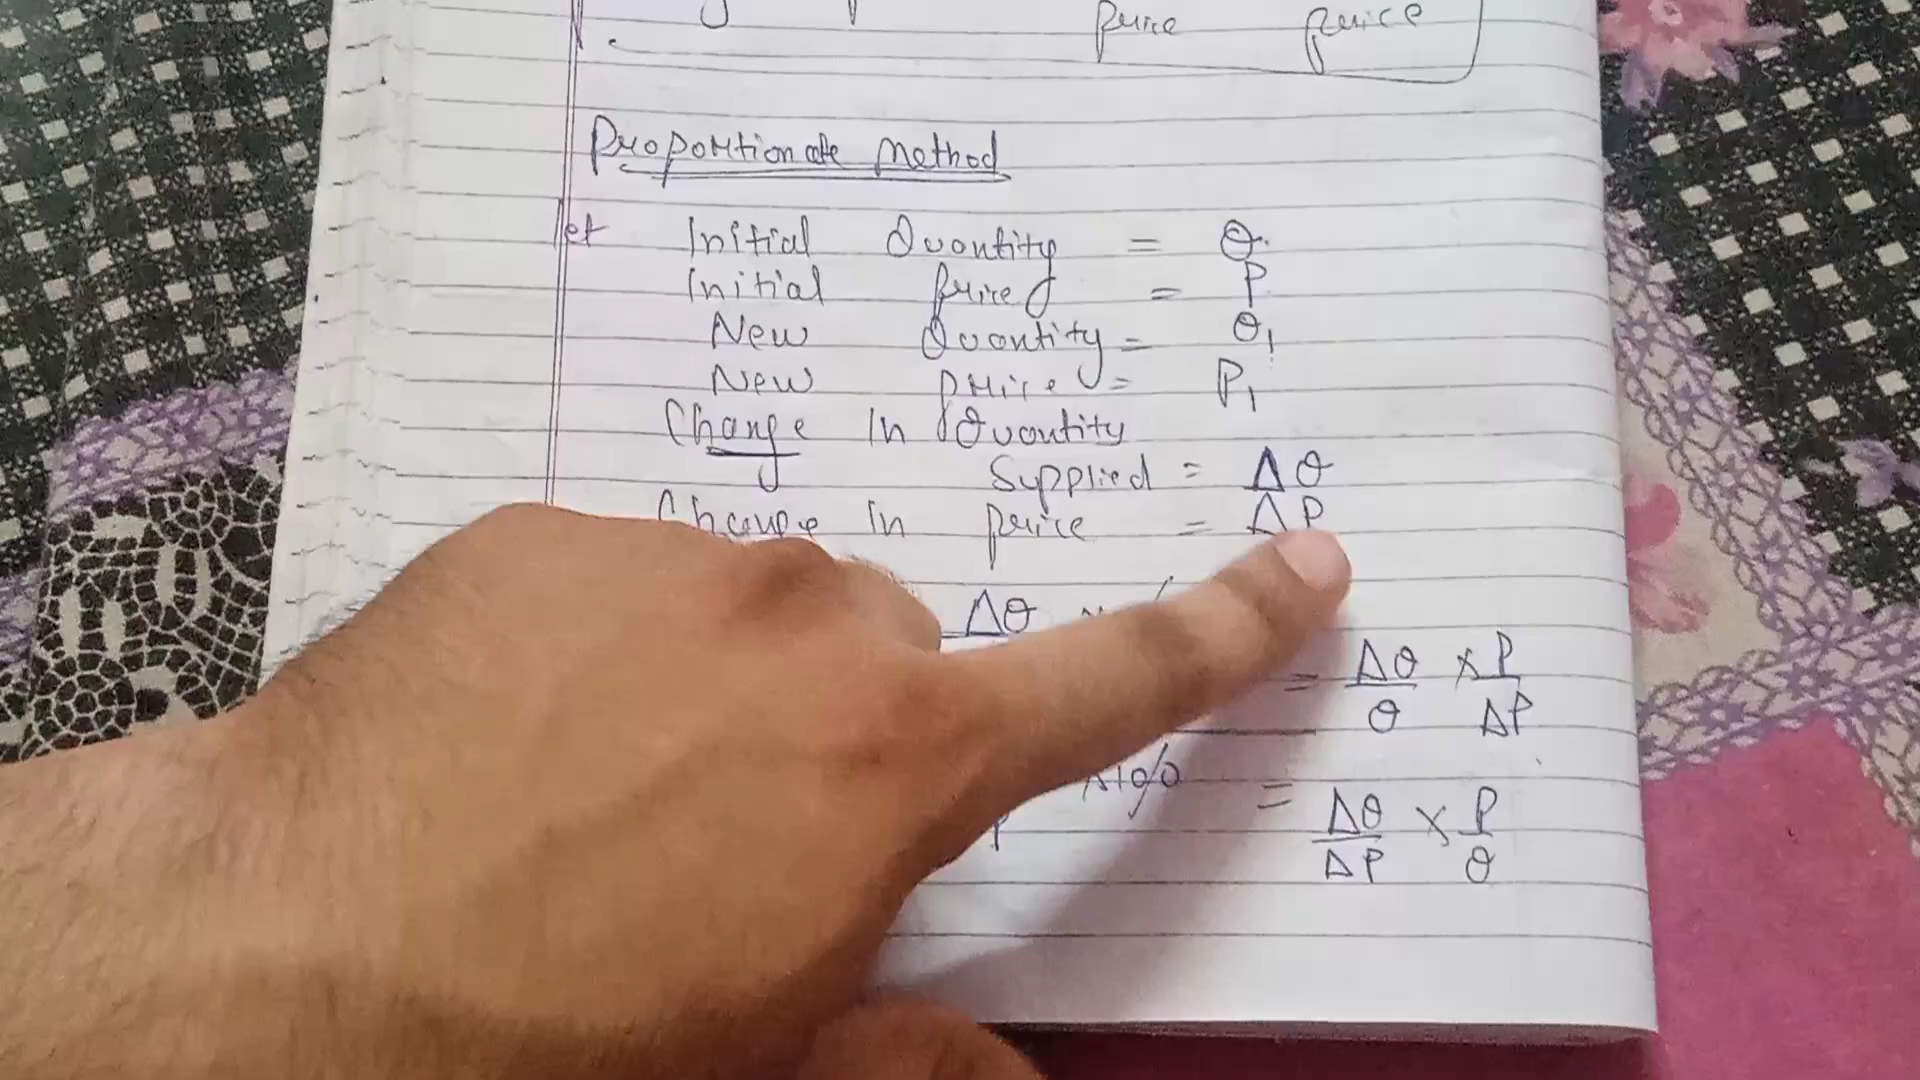 price price
Proportionate Method
let Initial Quantity = Q
Initial price = P
New Quantity = Q1
New price = P1
Change In Quantity
Supplied = ΔQ
Change In price = ΔP
ΔQ
= ΔQ/Q × P/ΔP
P
= ΔQ/ΔP × P/Q